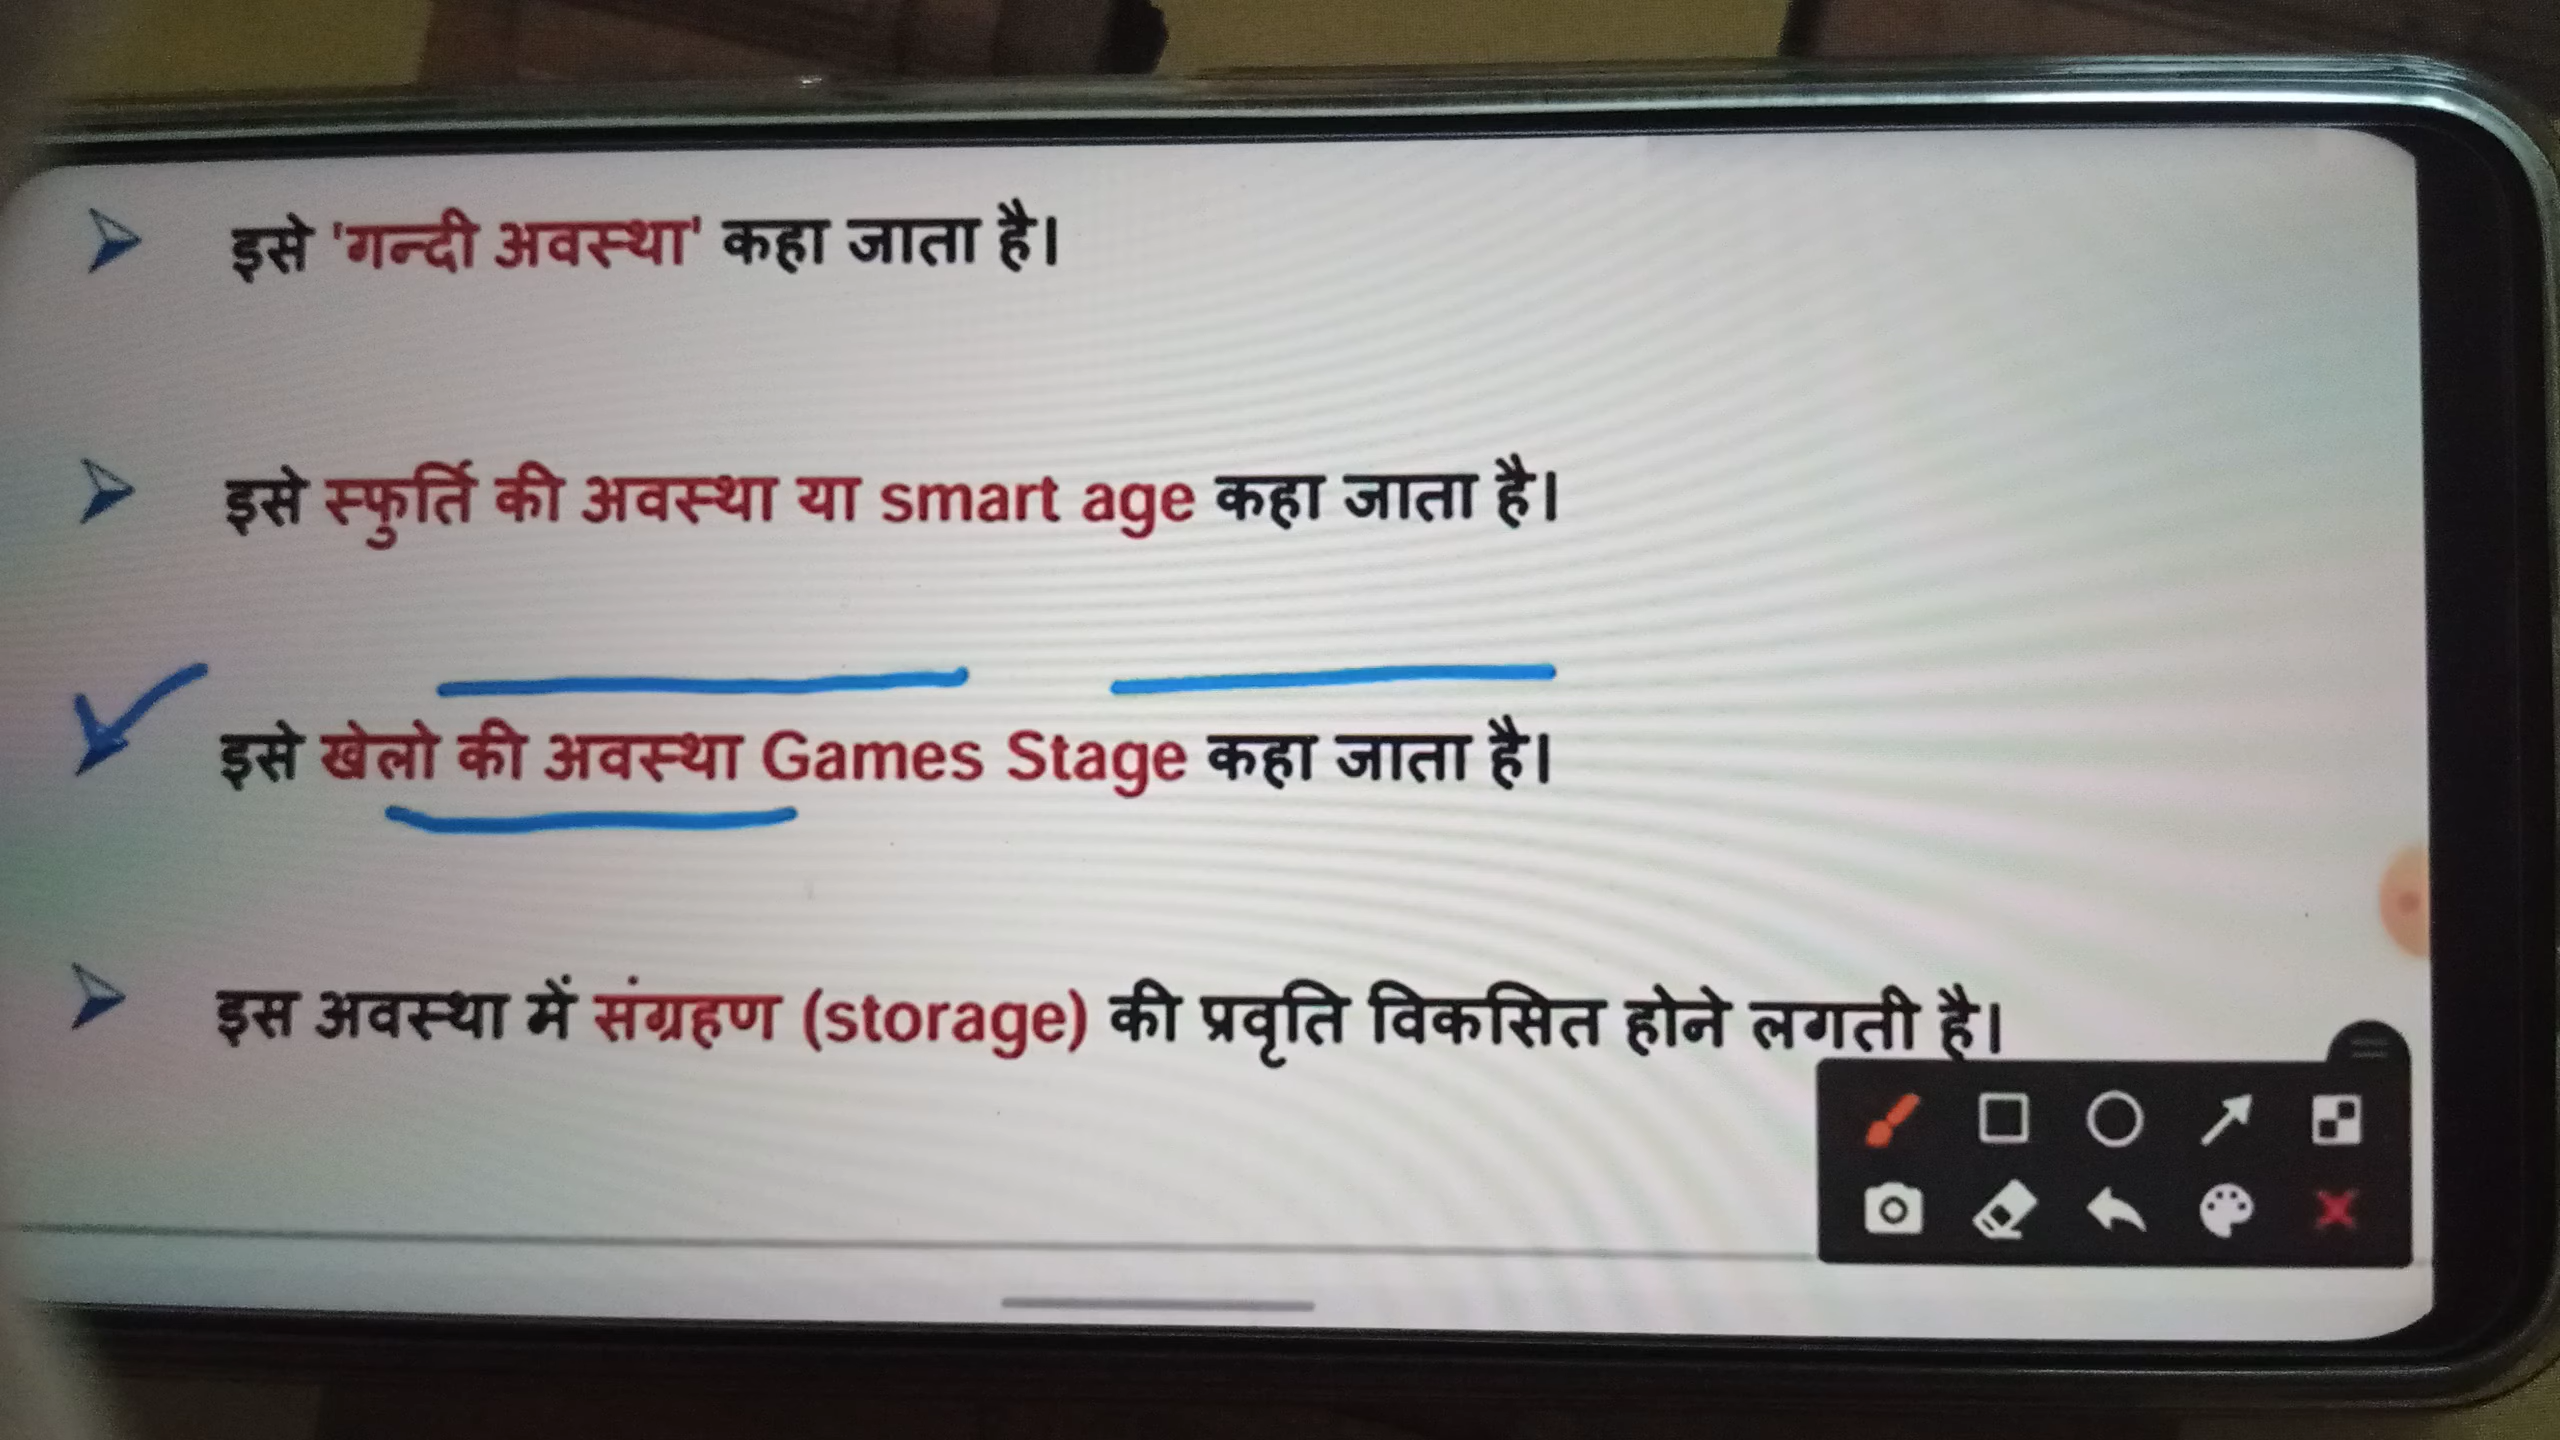 इसे 'गन्दी अवस्था' कहा जाता है।
इसे स्फुर्ति की अवस्था या smart age कहा जाता है।
इसे खेलो की अवस्था Games Stage कहा जाता है।
इस अवस्था में संग्रहण (storage) की प्रवृति विकसित होने लगती है।